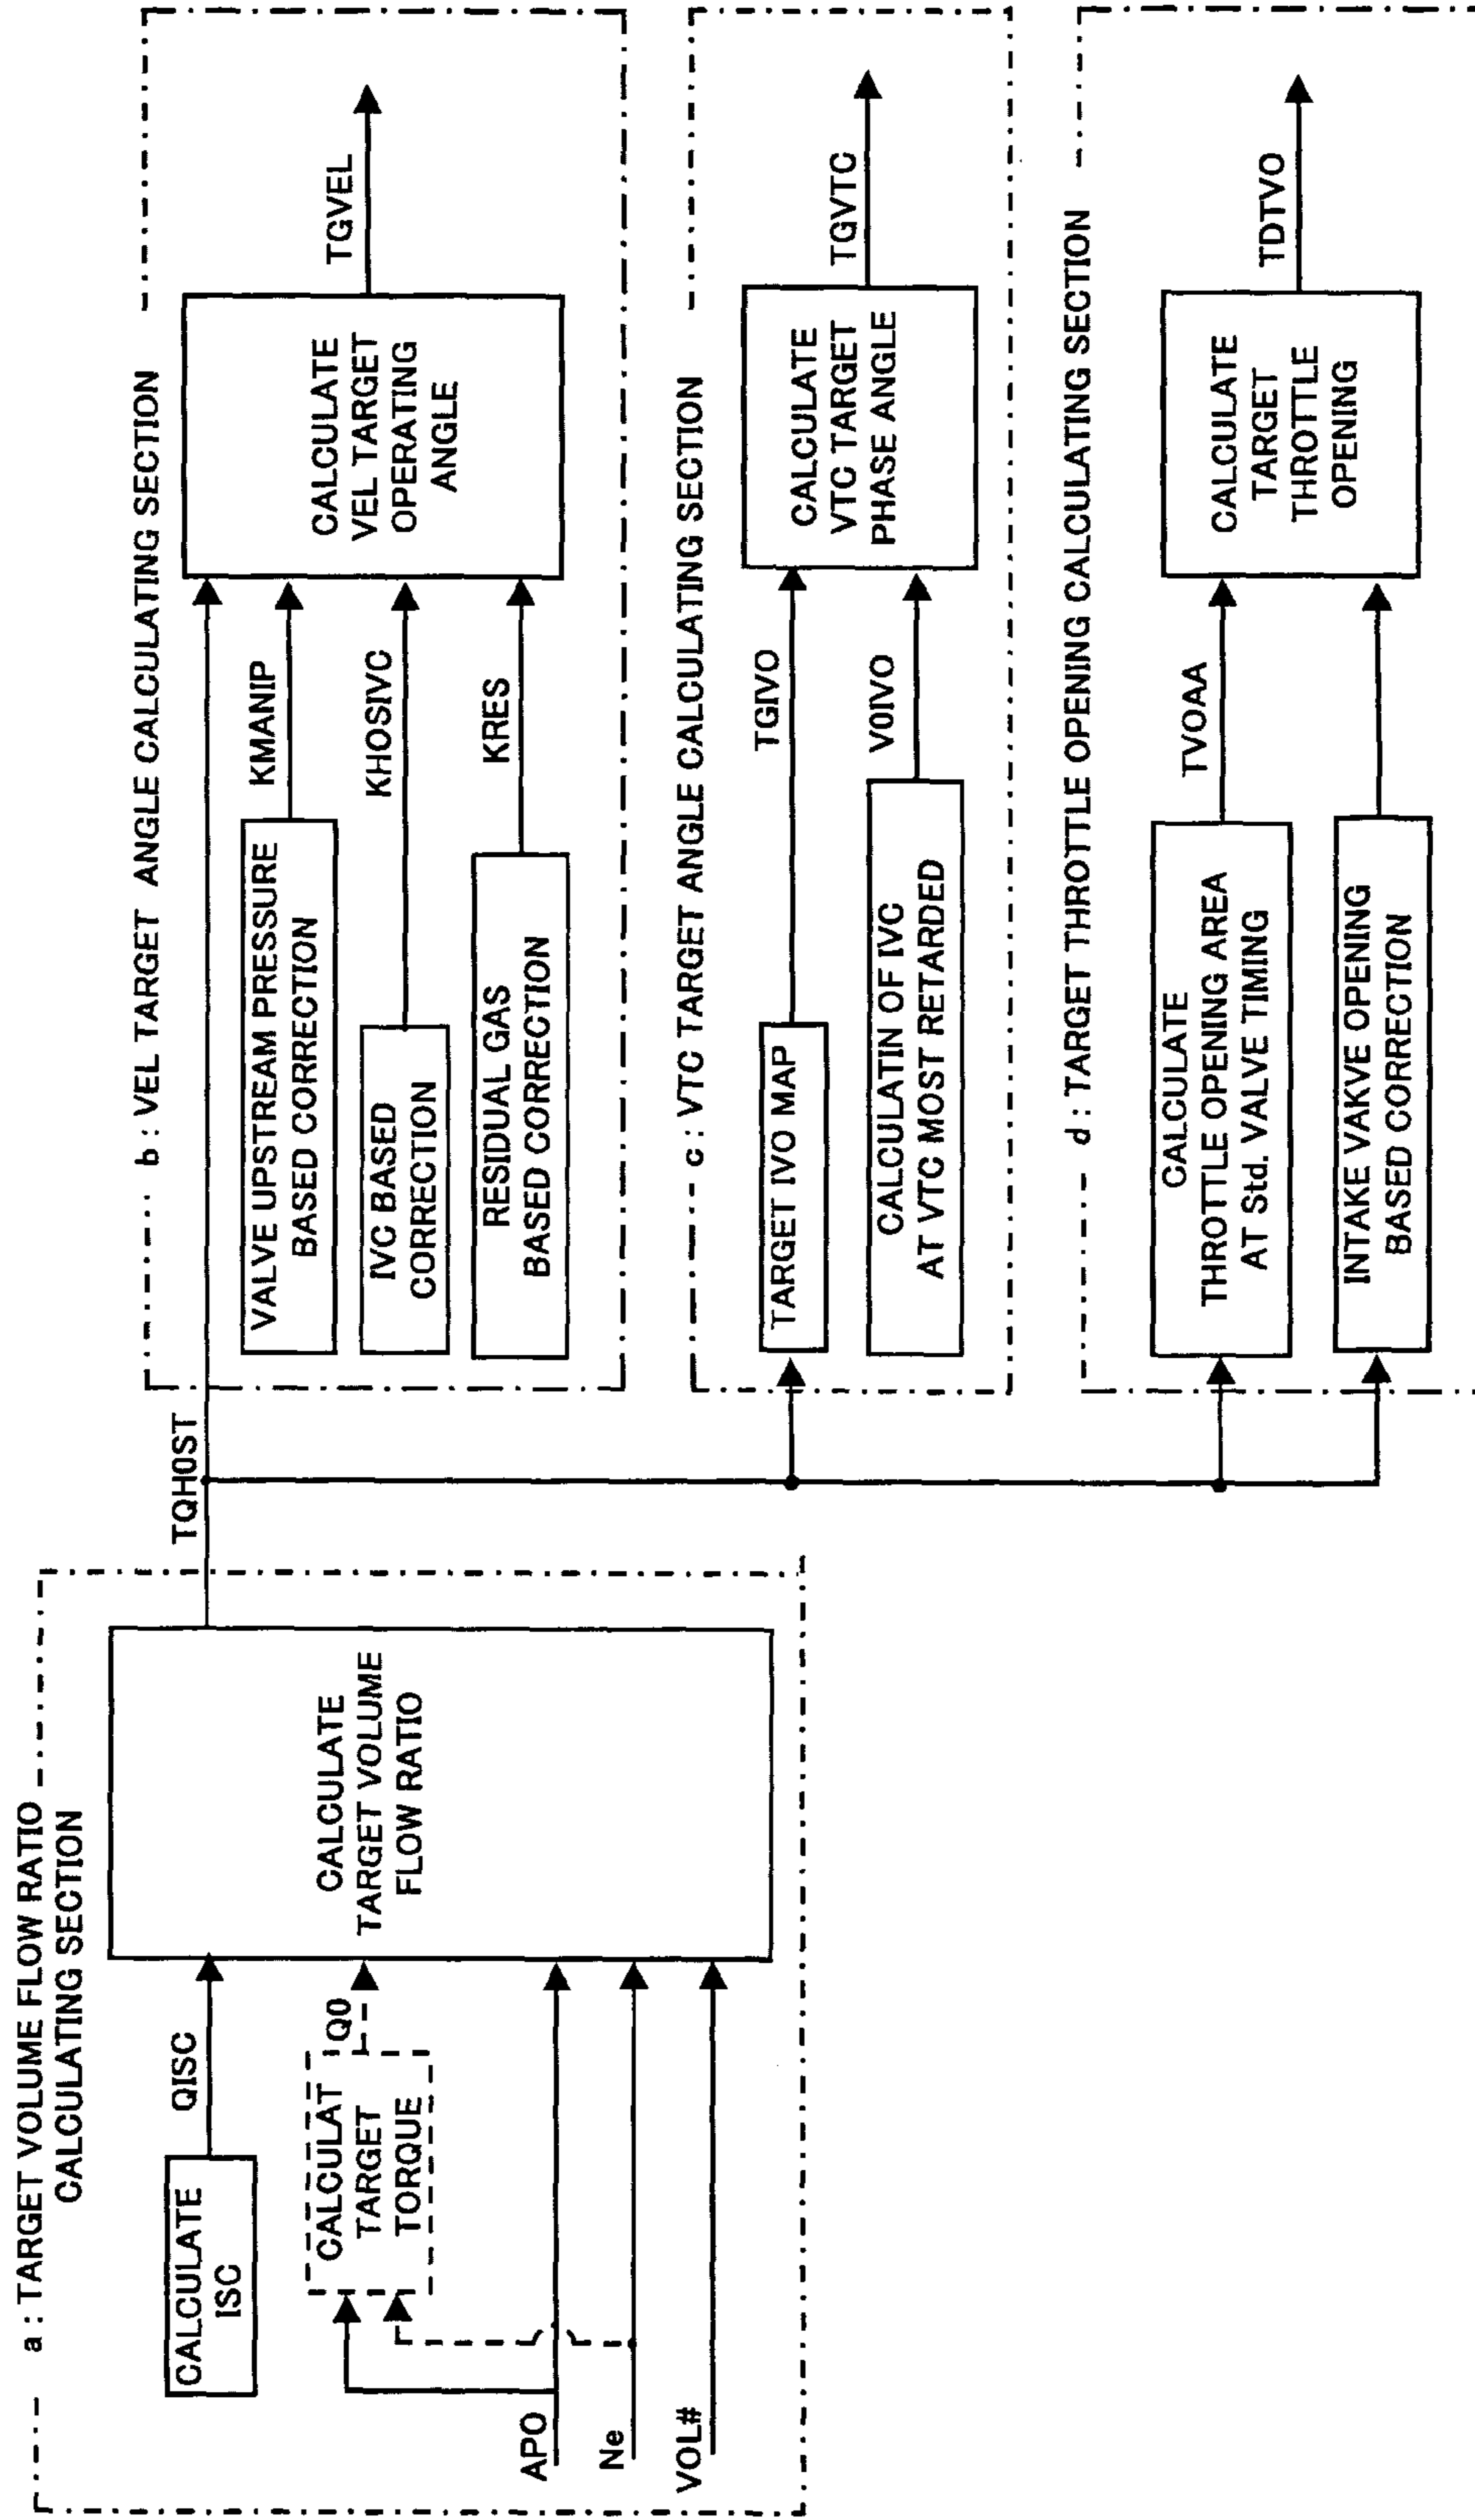 a : TARGET VOLUME FLOW RATIO
CALCULATING SECTION
CALCULATE
ISC
QISC
CALCULAT
TARGET
TORQUE
Q0
APO
Ne
VOL#
CALCULATE
TARGET VOLUME
FLOW RATIO
TQH0ST
b : VEL TARGET ANGLE CALCULATING SECTION
VALVE UPSTREAM PRESSURE
BASED CORRECTION
KMANIP
IVC BASED
CORRECTION
KHOSIVC
RESIDUAL GAS
BASED CORRECTION
KRES
CALCULATE
VEL TARGET
OPERATING
ANGLE
TGVEL
c : VTC TARGET ANGLE CALCULATING SECTION
TARGET IVO MAP
TGIVO
CALCULATIN OF IVC
AT VTC MOST RETARDED
V0IVO
CALCULATE
VTC TARGET
PHASE ANGLE
TGVTC
d : TARGET THROTTLE OPENING CALCULATING SECTION
CALCULATE
THROTTLE OPENING AREA
AT Std. VALVE TIMING
TVOAA
INTAKE VAKVE OPENING
BASED CORRECTION
CALCULATE
TARGET
THROTTLE
OPENING
TDTVO